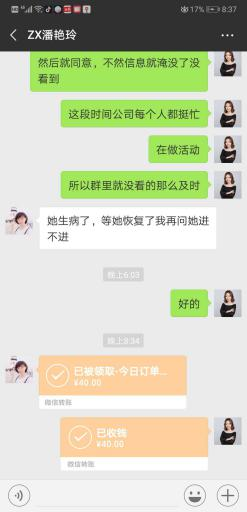 17% 8:37
ZX潘艳玲
然后就同意，不然信息就淹没了没
看到
这段时间公司每个人都挺忙
在做活动
所以群里就没看的那么及时
她生病了，等她恢复了我再问她进
不进
晚上6:03
好的
晚上8:34
已被领取-今日订单...
¥40.00
微信转账
已收钱
¥40.00
微信转账